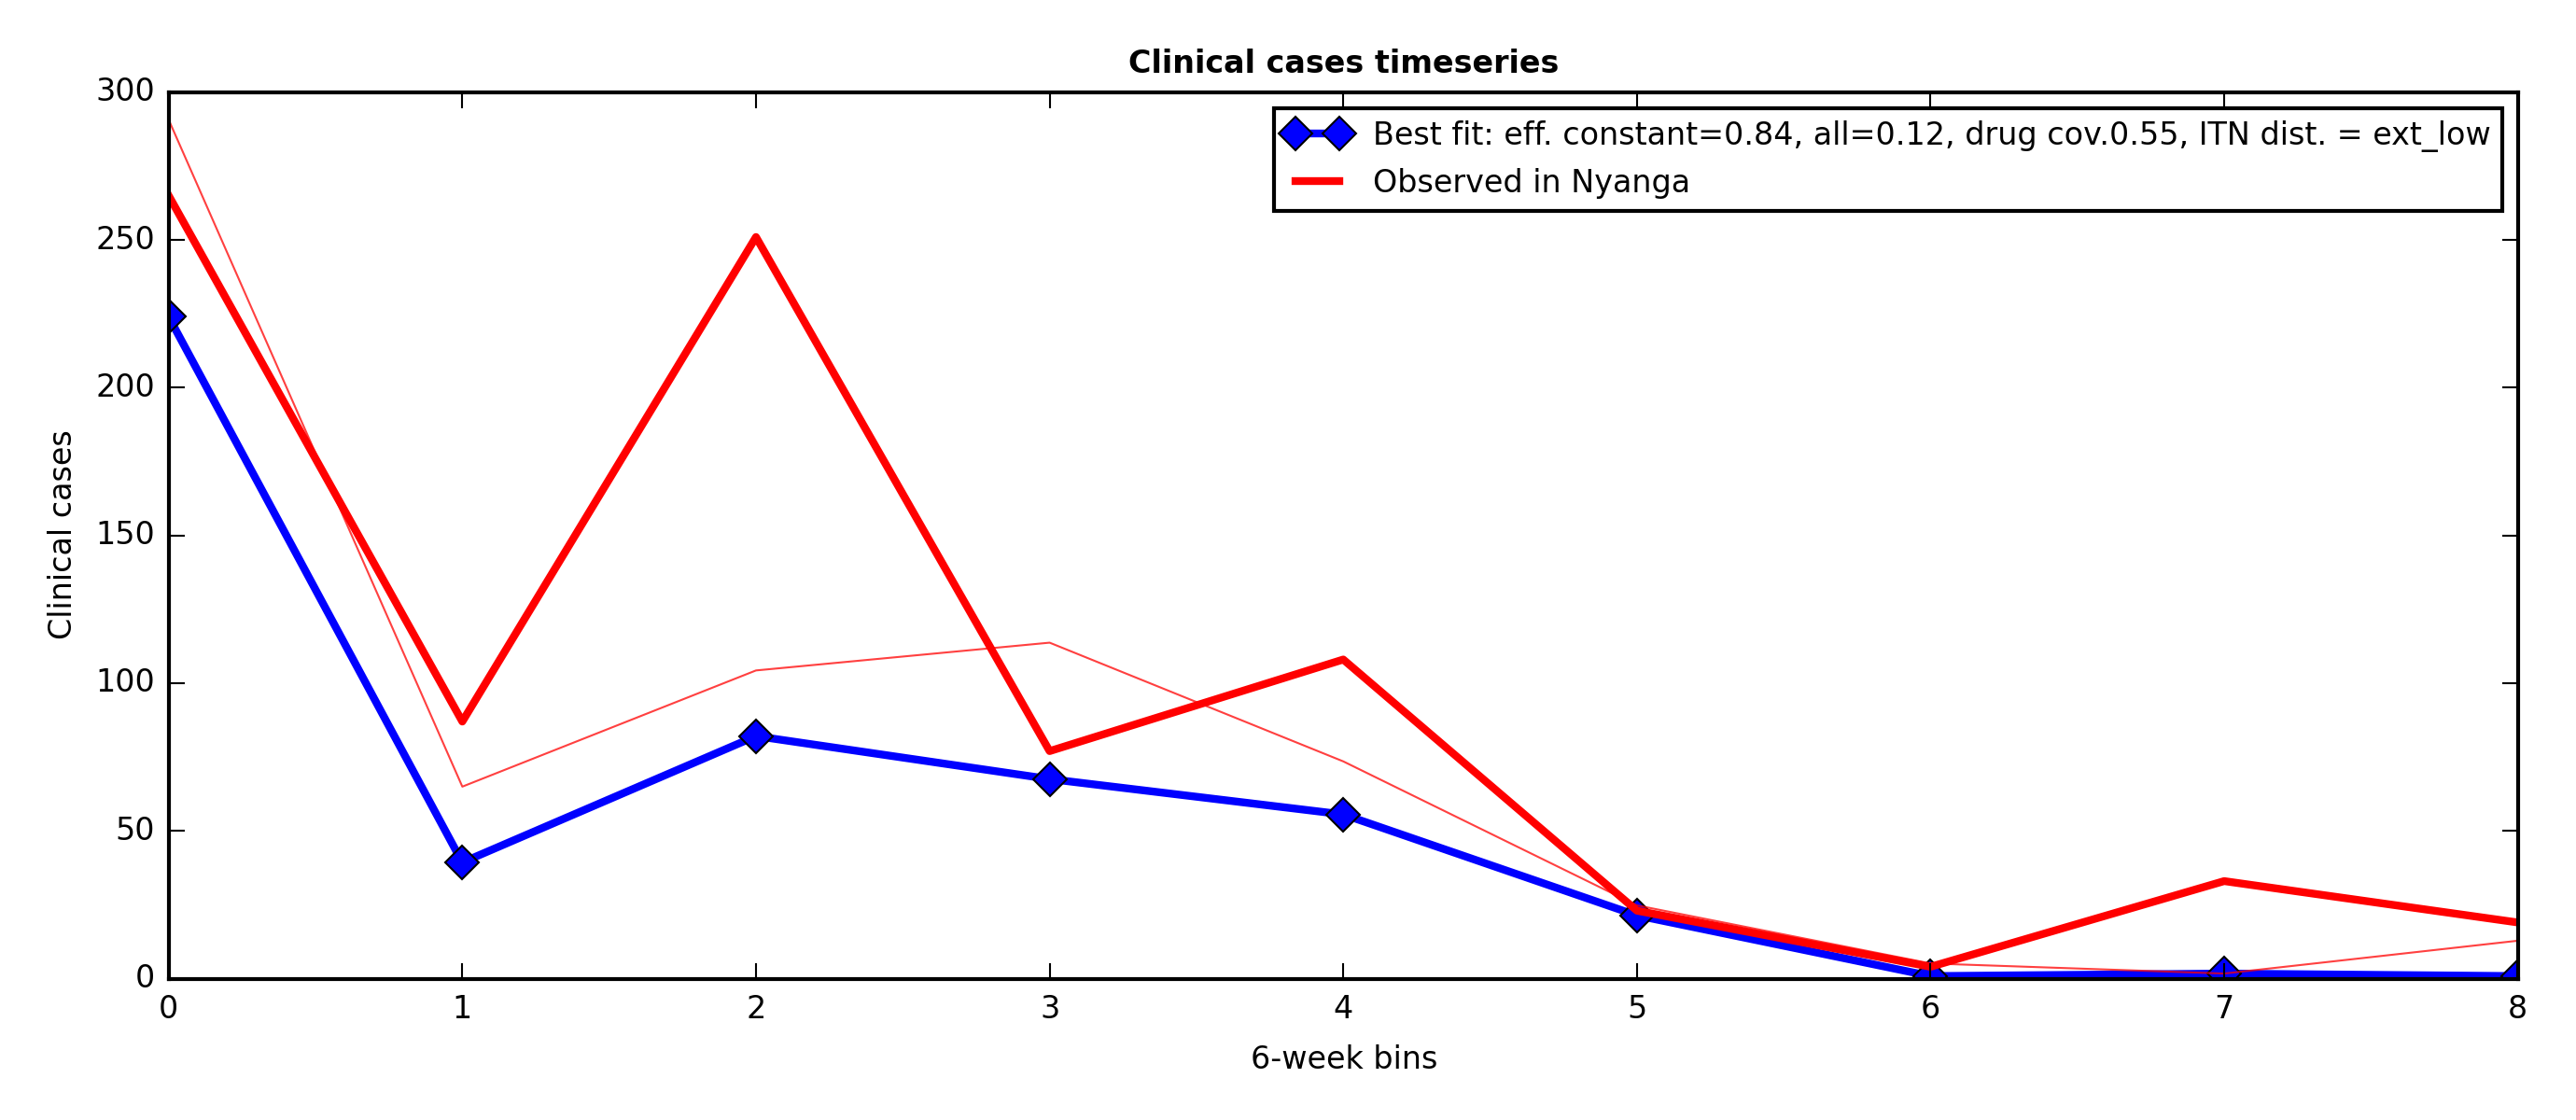 Clinical cases timeseries
300
250
200
150
100
50
0
Clinical cases
Best fit: eff. constant=0.84, all=0.12, drug cov.0.55, ITN dist. = ext_low
Observed in Nyanga
0 1 2 3 4 5 6 7 8
6-week bins